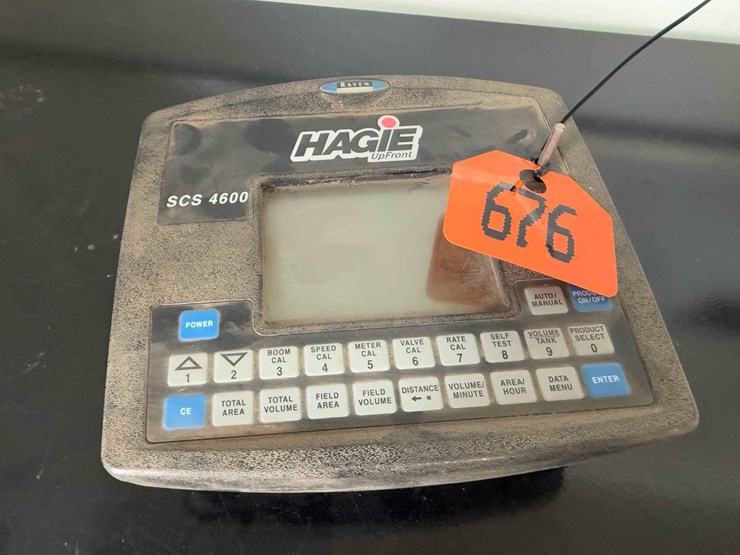 RAVEN
HAGIE
UpFront
SCS 4600
676
AUTO/
MANUAL
ON/OFF
POWER
1
2
BOOM
CAL
3
SPEED
CAL
4
METER
CAL
5
VALVE
CAL
6
RATE
CAL
7
SELF
TEST
8
VOLUME
TANK
9
PRODUCT
SELECT
0
CE
TOTAL
AREA
TOTAL
VOLUME
FIELD
AREA
FIELD
VOLUME
DISTANCE
VOLUME/
MINUTE
AREA/
HOUR
DATA
MENU
ENTER